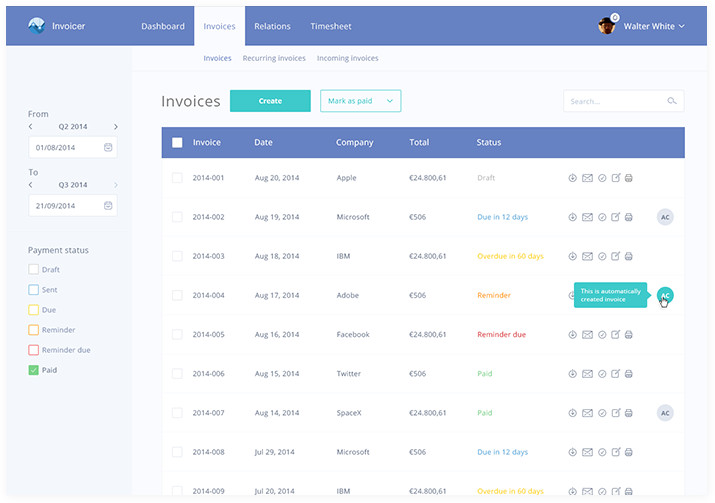 Invoicer Dashboard Invoices Relations Timesheet Walter White
Invoices Recurring invoices Incoming invoices
Invoices Create Mark as paid Search...
From
Q2 2014
01/08/2014
To
Q3 2014
21/09/2014
Payment status
Draft
Sent
Due
Reminder
Reminder due
Paid
Invoice Date Company Total Status
2014-001 Aug 20, 2014 Apple €24.800,61 Draft
2014-002 Aug 19, 2014 Microsoft €506 Due in 12 days AC
2014-003 Aug 18, 2014 IBM €24.800,61 Overdue in 60 days
2014-004 Aug 17, 2014 Adobe €506 Reminder AC
This is automatically
created invoice
2014-005 Aug 16, 2014 Facebook €24.800,61 Reminder due
2014-006 Aug 15, 2014 Twitter €506 Paid
2014-007 Aug 14, 2014 SpaceX €24.800,61 Paid AC
2014-008 Jul 29, 2014 Microsoft €506 Due in 12 days
2014-009 Jul 20, 2014 IBM €24.800,61 Overdue in 60 days